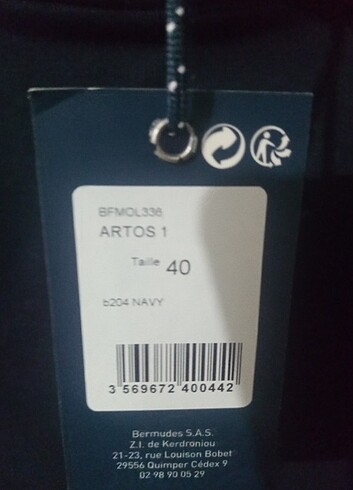 BFMOL336
ARTOS 1
Taille 40
b204 NAVY
3 569672 400442
Bermudes S.A.S.
Z.I. de Kerdroniou
21-23, rue Louison Bobet
29556 Quimper Cédex 9
02 98 90 05 29